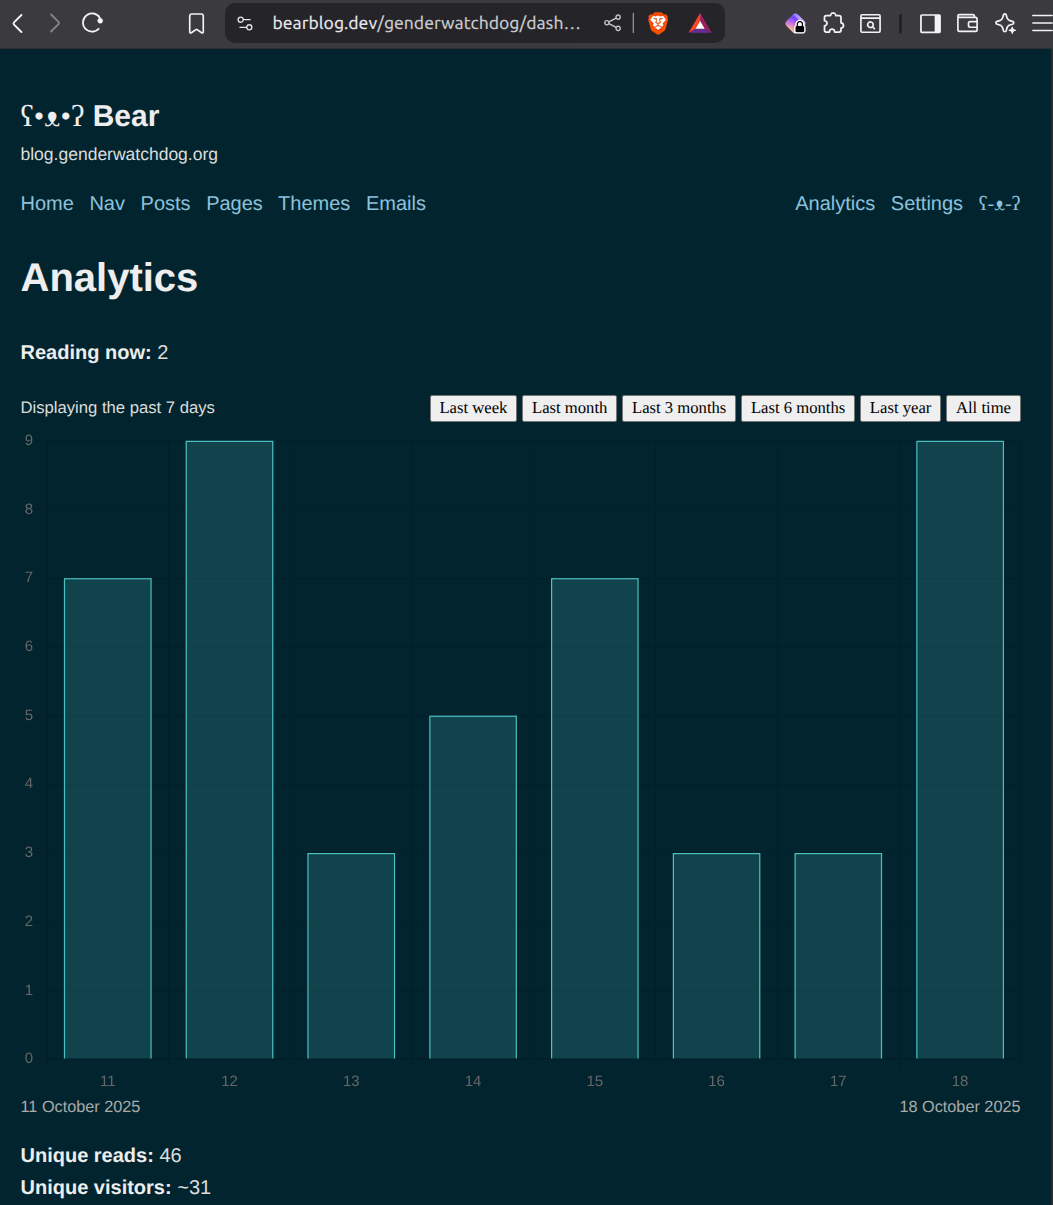 bearblog.dev/genderwatchdog/dash...
ʕ•ᴥ•ʔ Bear
blog.genderwatchdog.org
Home Nav Posts Pages Themes Emails Analytics Settings ʕ-ᴥ-ʔ
Analytics
Reading now: 2
Displaying the past 7 days Last week Last month Last 3 months Last 6 months Last year All time
9
8
7
6
5
4
3
2
1
0
11 12 13 14 15 16 17 18
11 October 2025 18 October 2025
Unique reads: 46
Unique visitors: ~31